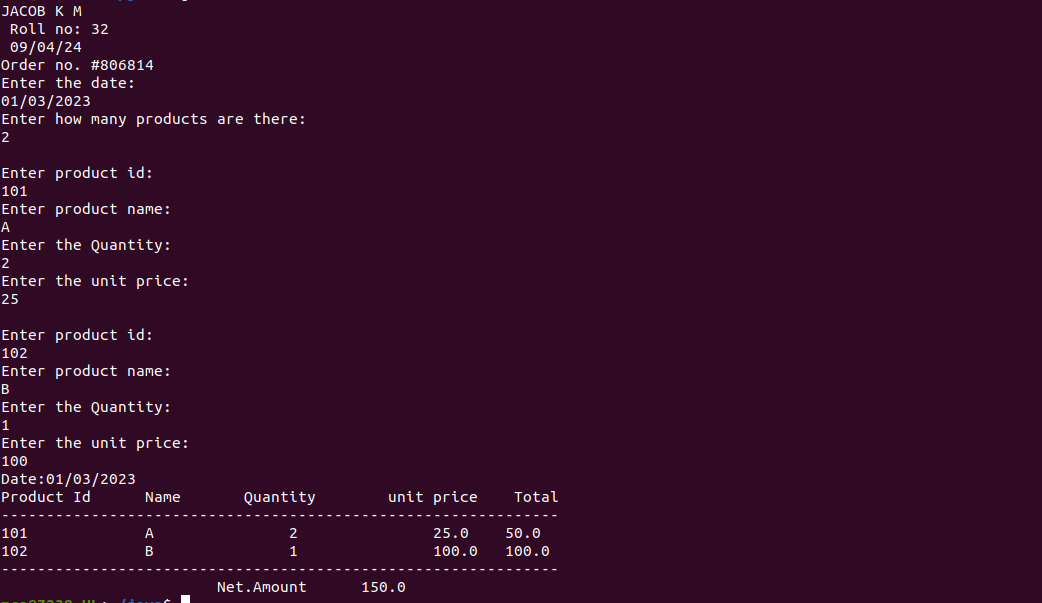 JACOB K M
Roll no: 32
09/04/24
Order no. #806814
Enter the date:
01/03/2023
Enter how many products are there:
2
Enter product id:
101
Enter product name:
A
Enter the Quantity:
2
Enter the unit price:
25
Enter product id:
102
Enter product name:
B
Enter the Quantity:
1
Enter the unit price:
100
Date:01/03/2023
Product Id Name Quantity unit price Total
--------------------------------------------------------------
101 A 2 25.0 50.0
102 B 1 100.0 100.0
--------------------------------------------------------------
Net.Amount 150.0